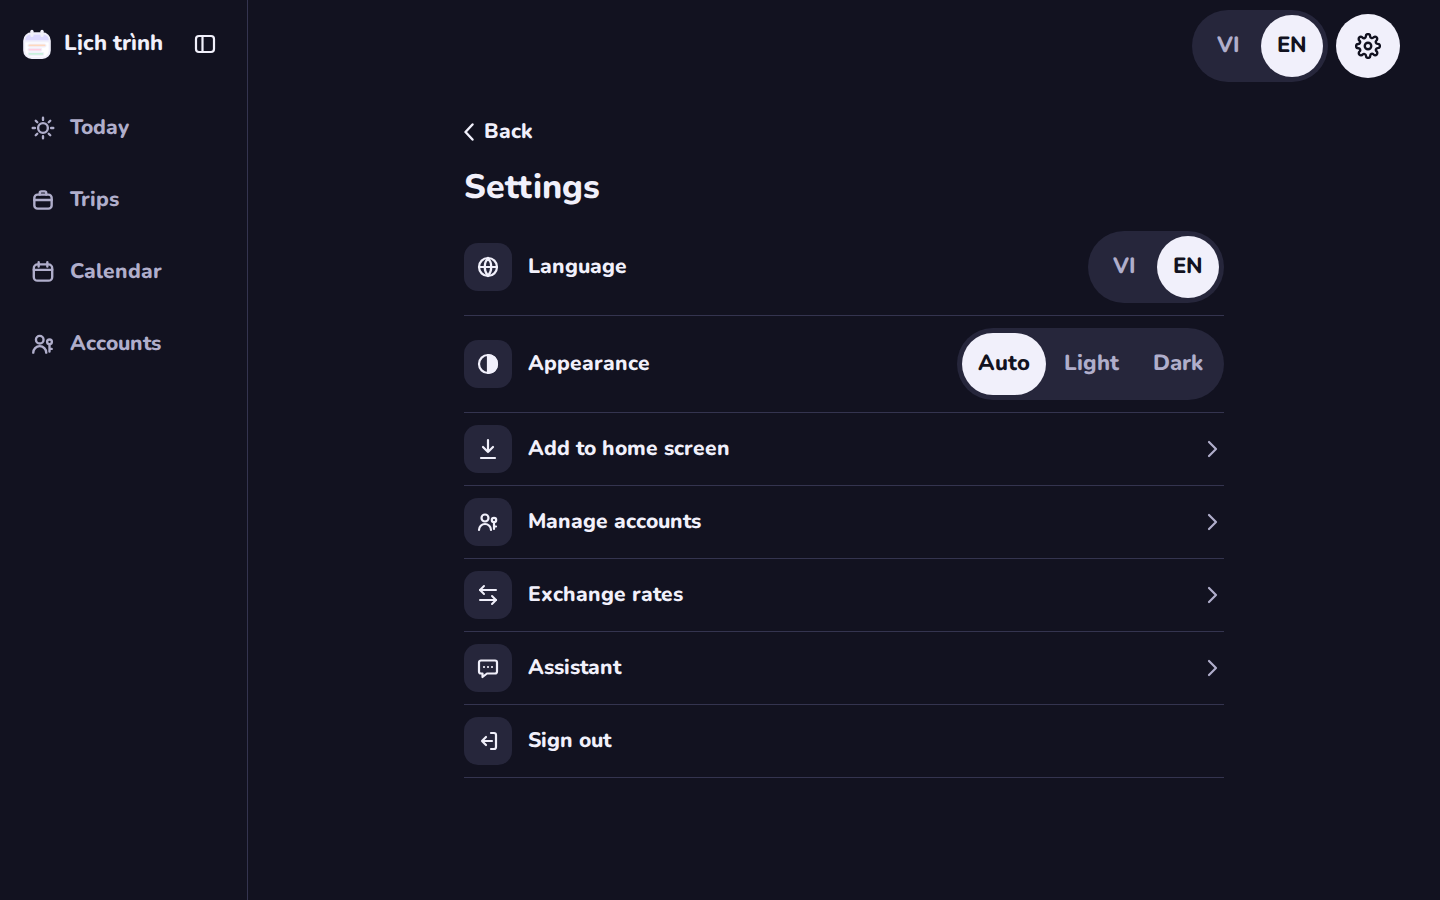 Lịch trình
VI EN
Today
Trips
Calendar
Accounts
Back
Settings
Language
VI EN
Appearance
Auto Light Dark
Add to home screen
Manage accounts
Exchange rates
Assistant
Sign out